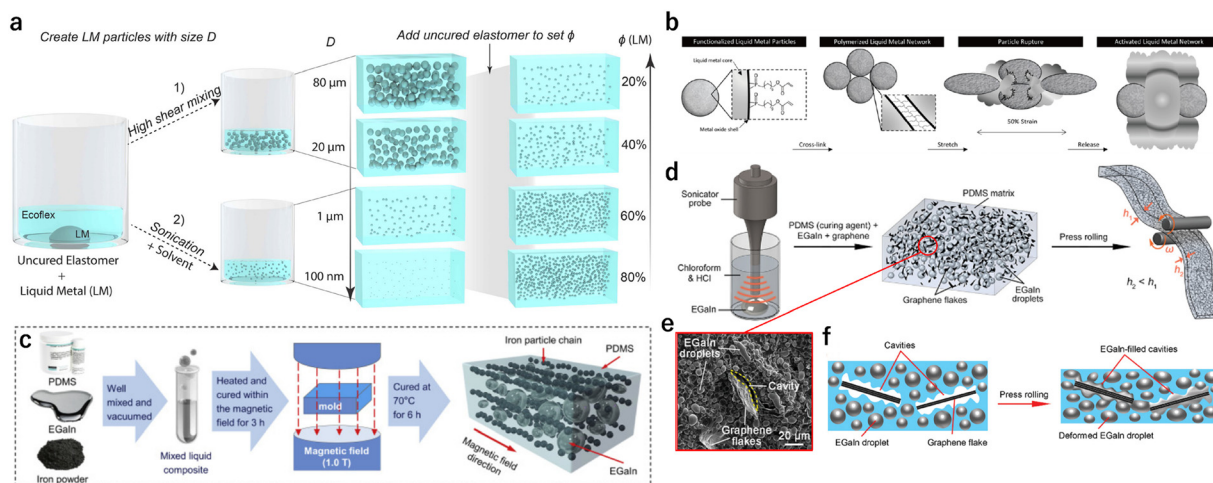 a
Create LM particles with size D
1)
High shear mixing
2)
Sonication
+ Solvent
Ecoflex
LM
Uncured Elastomer
+
Liquid Metal (LM)
D
80 μm
20 μm
1 μm
100 nm
Add uncured elastomer to set ϕ
ϕ (LM)
20%
40%
60%
80%
b
Functionalized Liquid Metal Particles
Polymerized Liquid Metal Network
Particle Rupture
Activated Liquid Metal Network
Liquid metal core
Metal oxide shell
50% Strain
Cross-link
Stretch
Release
c
PDMS
EGaIn
Iron powder
Well
mixed and
vacuumed
Mixed liquid
composite
Heated and
cured within
the magnetic
field for 3 h
mold
Magnetic field
(1.0 T)
Cured at
70°C
for 6 h
Iron particle chain
PDMS
Magnetic field
direction
EGaIn
d
Sonicator
probe
Chloroform
& HCl
EGaIn
PDMS (curing agent) +
EGaIn + graphene
PDMS matrix
Graphene flakes
EGaIn
droplets
Press rolling
h1
ω
h2
h2 < h1
e
EGaIn
droplets
Cavity
Graphene
flakes
20 μm
f
Cavities
EGaIn droplet
Graphene flake
Press rolling
EGaIn-filled cavities
Deformed EGaIn droplet